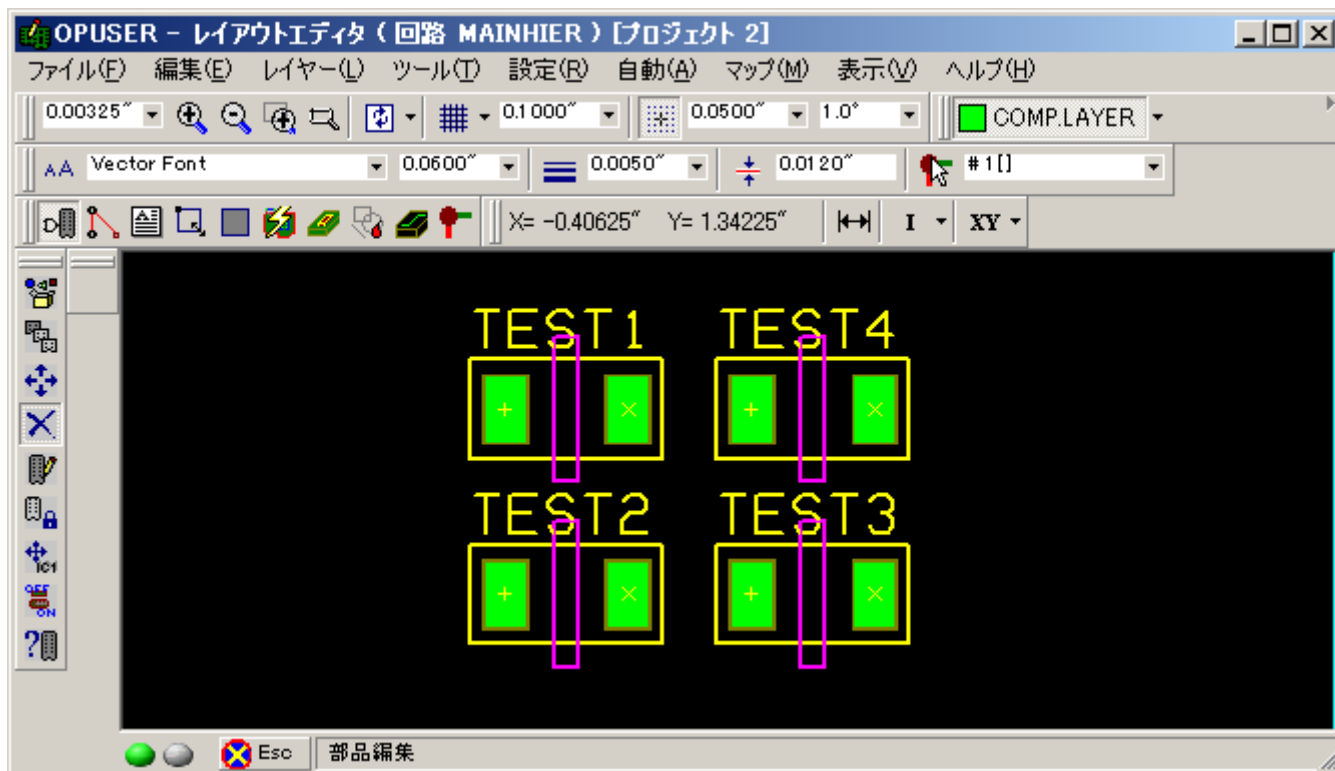 OPUSER - レイアウトエディタ ( 回路 MAINHIER ) [プロジェクト 2]
ファイル(F) 編集(E) レイヤー(L) ツール(T) 設定(R) 自動(A) マップ(M) 表示(V) ヘルプ(H)
0.00325" 0.1000" 0.0500" 1.0° COMP.LAYER
AA Vector Font 0.0600" 0.0050" 0.0120" #1[]
D X= -0.40625" Y= 1.34225" I XY
TEST1 TEST4
TEST2 TEST3
IC1
OFF
ON
?
Esc 部品編集